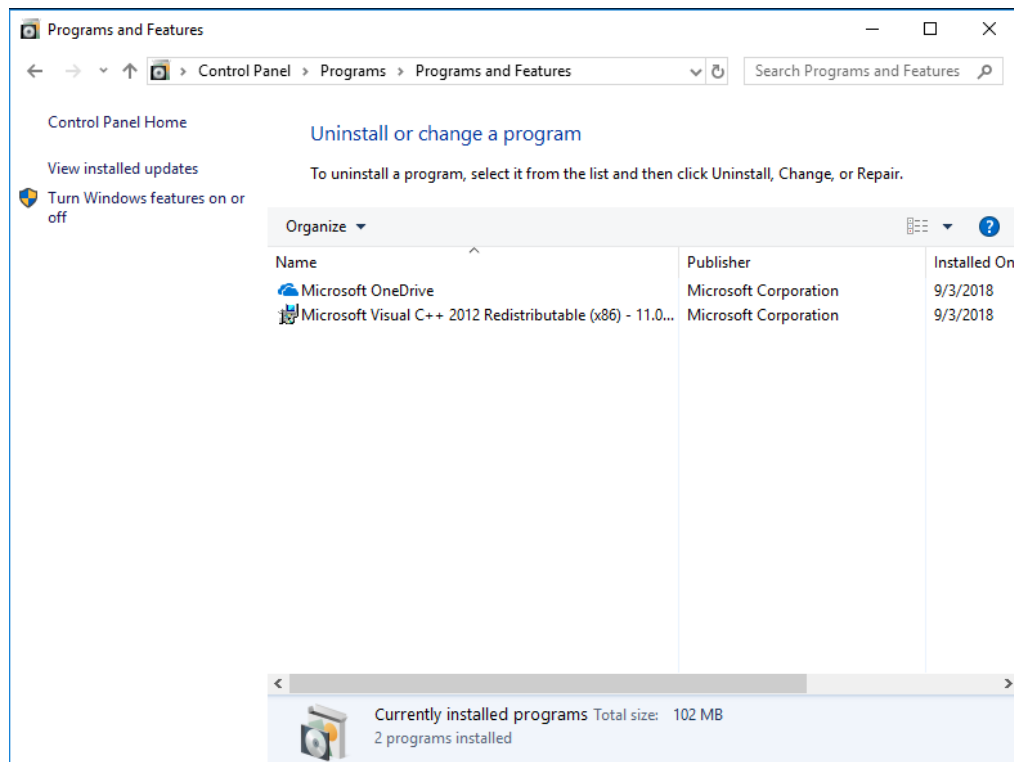 Programs and Features
Control Panel > Programs > Programs and Features
Search Programs and Features
Control Panel Home
View installed updates
Turn Windows features on or
off
Uninstall or change a program
To uninstall a program, select it from the list and then click Uninstall, Change, or Repair.
Organize
Name Publisher Installed On
Microsoft OneDrive Microsoft Corporation 9/3/2018
Microsoft Visual C++ 2012 Redistributable (x86) - 11.0... Microsoft Corporation 9/3/2018
Currently installed programs Total size: 102 MB
2 programs installed